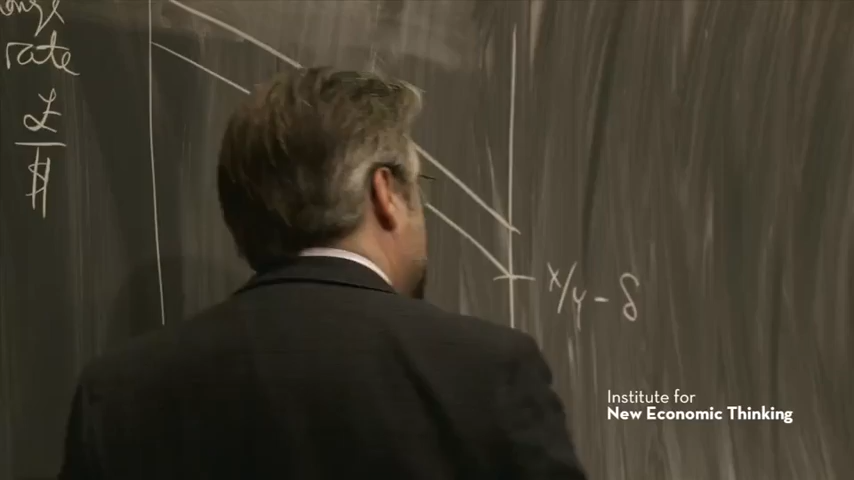 rate
£
$
x/y - δ
Institute for
New Economic Thinking